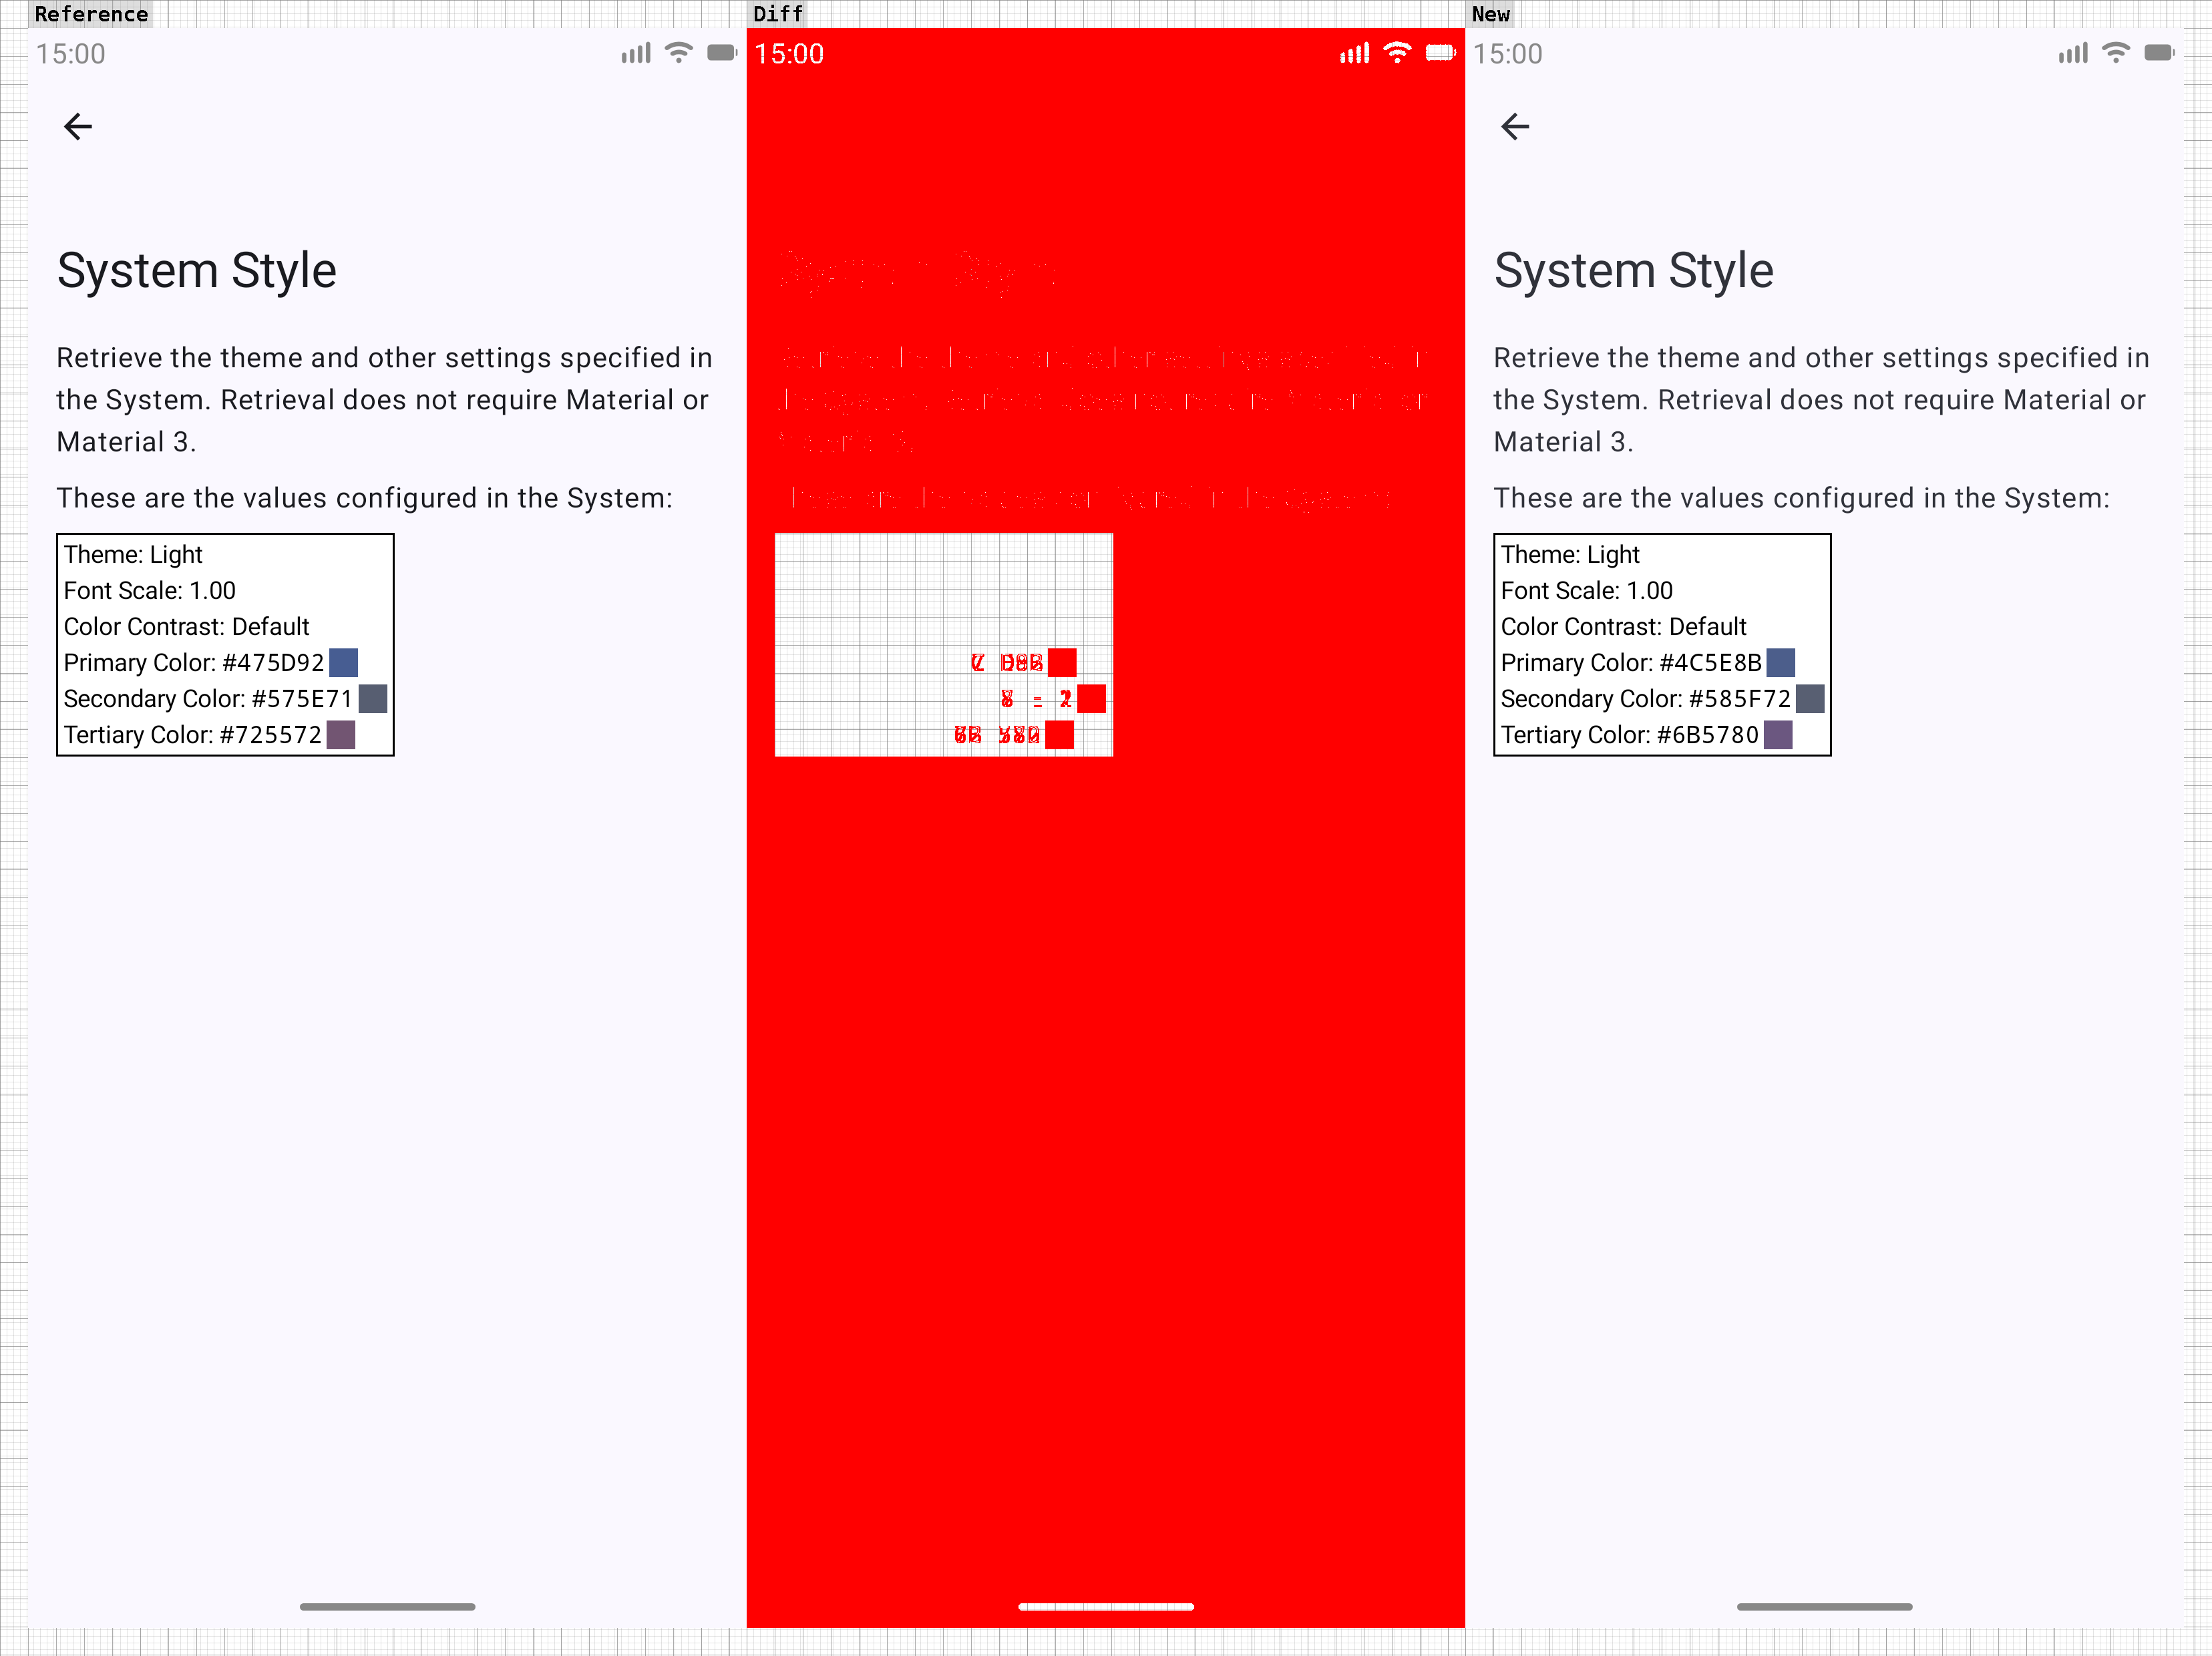 Reference
15:00
System Style
Retrieve the theme and other settings specified in
the System. Retrieval does not require Material or
Material 3.
These are the values configured in the System:
Theme: Light
Font Scale: 1.00
Color Contrast: Default
Primary Color: #475D92
Secondary Color: #575E71
Tertiary Color: #725572
Diff
15:00
New
15:00
System Style
Retrieve the theme and other settings specified in
the System. Retrieval does not require Material or
Material 3.
These are the values configured in the System:
Theme: Light
Font Scale: 1.00
Color Contrast: Default
Primary Color: #4C5E8B
Secondary Color: #585F72
Tertiary Color: #6B5780